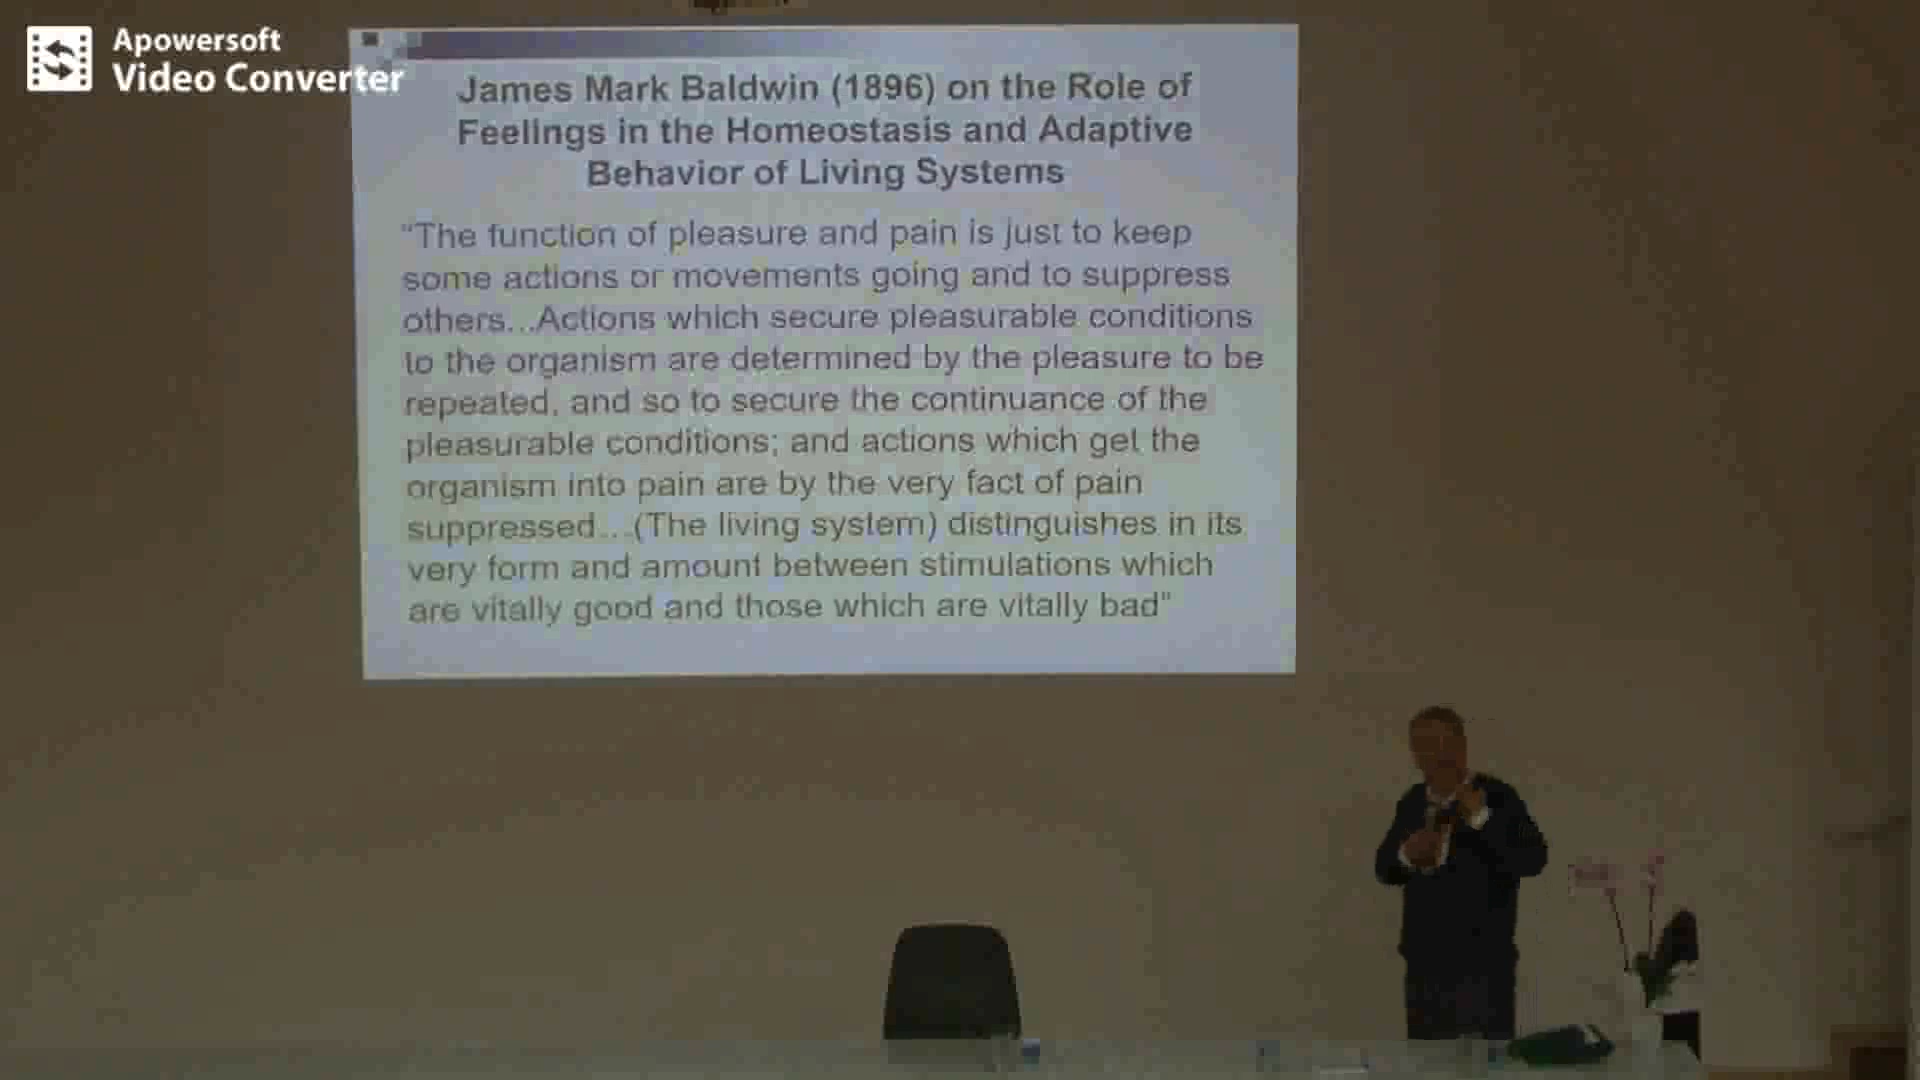 Apowersoft
Video Converter
James Mark Baldwin (1896) on the Role of
Feelings in the Homeostasis and Adaptive
Behavior of Living Systems
“The function of pleasure and pain is just to keep
some actions or movements going and to suppress
others...Actions which secure pleasurable conditions
to the organism are determined by the pleasure to be
repeated, and so to secure the continuance of the
pleasurable conditions; and actions which get the
organism into pain are by the very fact of pain
suppressed...(The living system) distinguishes in its
very form and amount between stimulations which
are vitally good and those which are vitally bad”